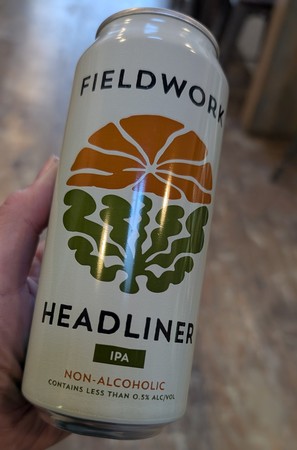 FIELDWORK
HEADLINER
IPA
NON-ALCOHOLIC
CONTAINS LESS THAN 0.5% ALC/VOL